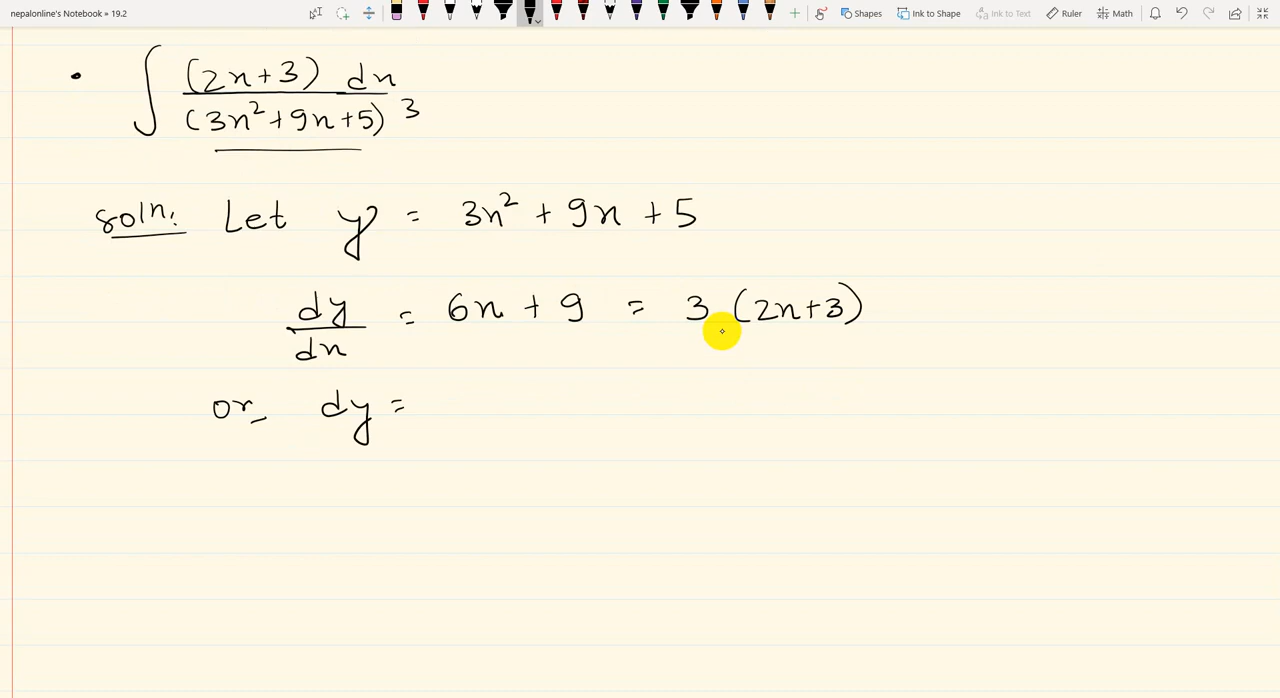 nepalonline's Notebook » 19.2
Shapes Ink to Shape Ink to Text Ruler Math
• ∫ (2x+3) dx / (3x²+9x+5)³
soln: Let y = 3x² + 9x + 5
dy/dx = 6x + 9 = 3 (2x+3)
or, dy =